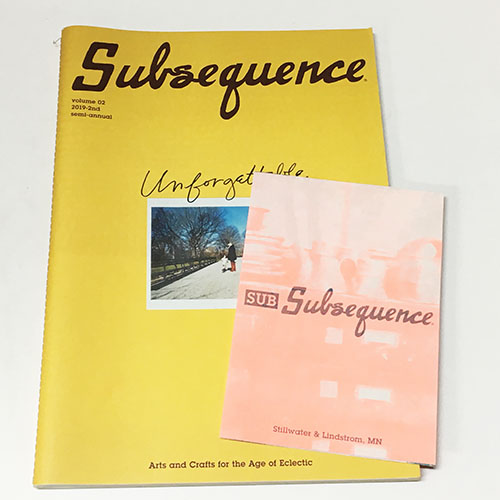 Subsequence
volume 02
2019-2nd
semi-annual
Unforgettable
SUB Subsequence
Stillwater & Lindstrom, MN
Arts and Crafts for the Age of Eclectic